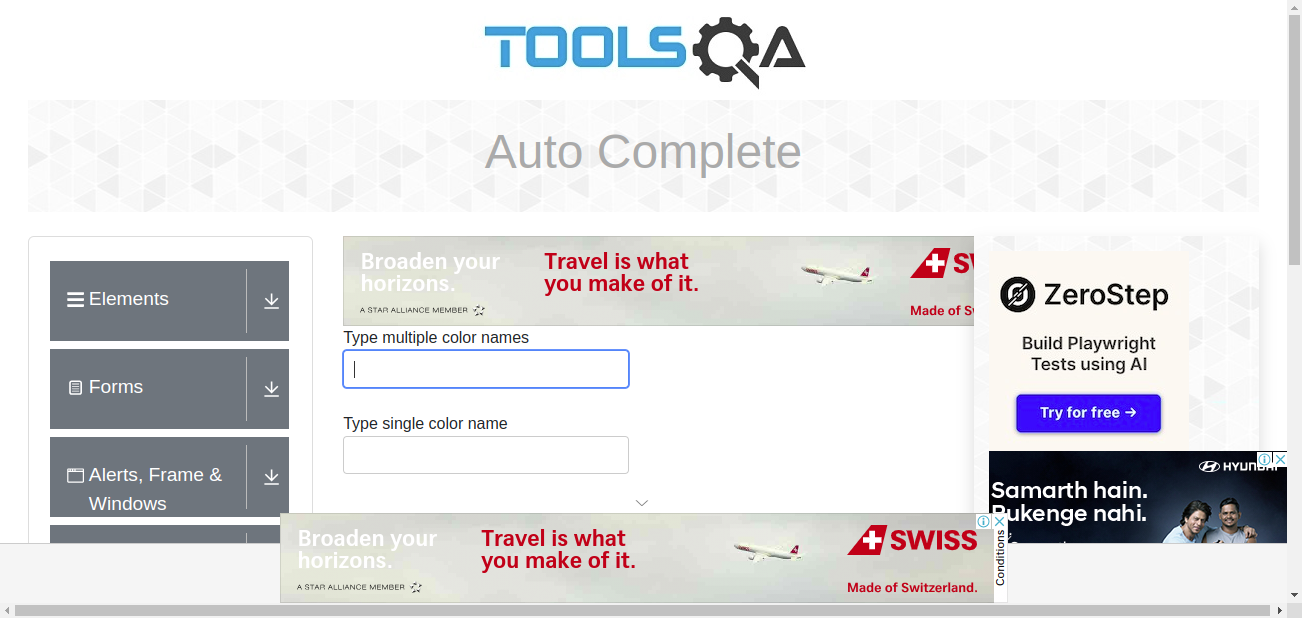 TOOLSQA
Auto Complete
Elements
Forms
Alerts, Frame &
Windows
Broaden your
horizons.
A STAR ALLIANCE MEMBER
Travel is what
you make of it.
Made of Sw
Type multiple color names
Type single color name
ZeroStep
Build Playwright
Tests using AI
Try for free →
HYUNDAI
Samarth hain.
Rukenge nahi.
Broaden your
horizons.
A STAR ALLIANCE MEMBER
Travel is what
you make of it.
SWISS
Made of Switzerland.
Conditions